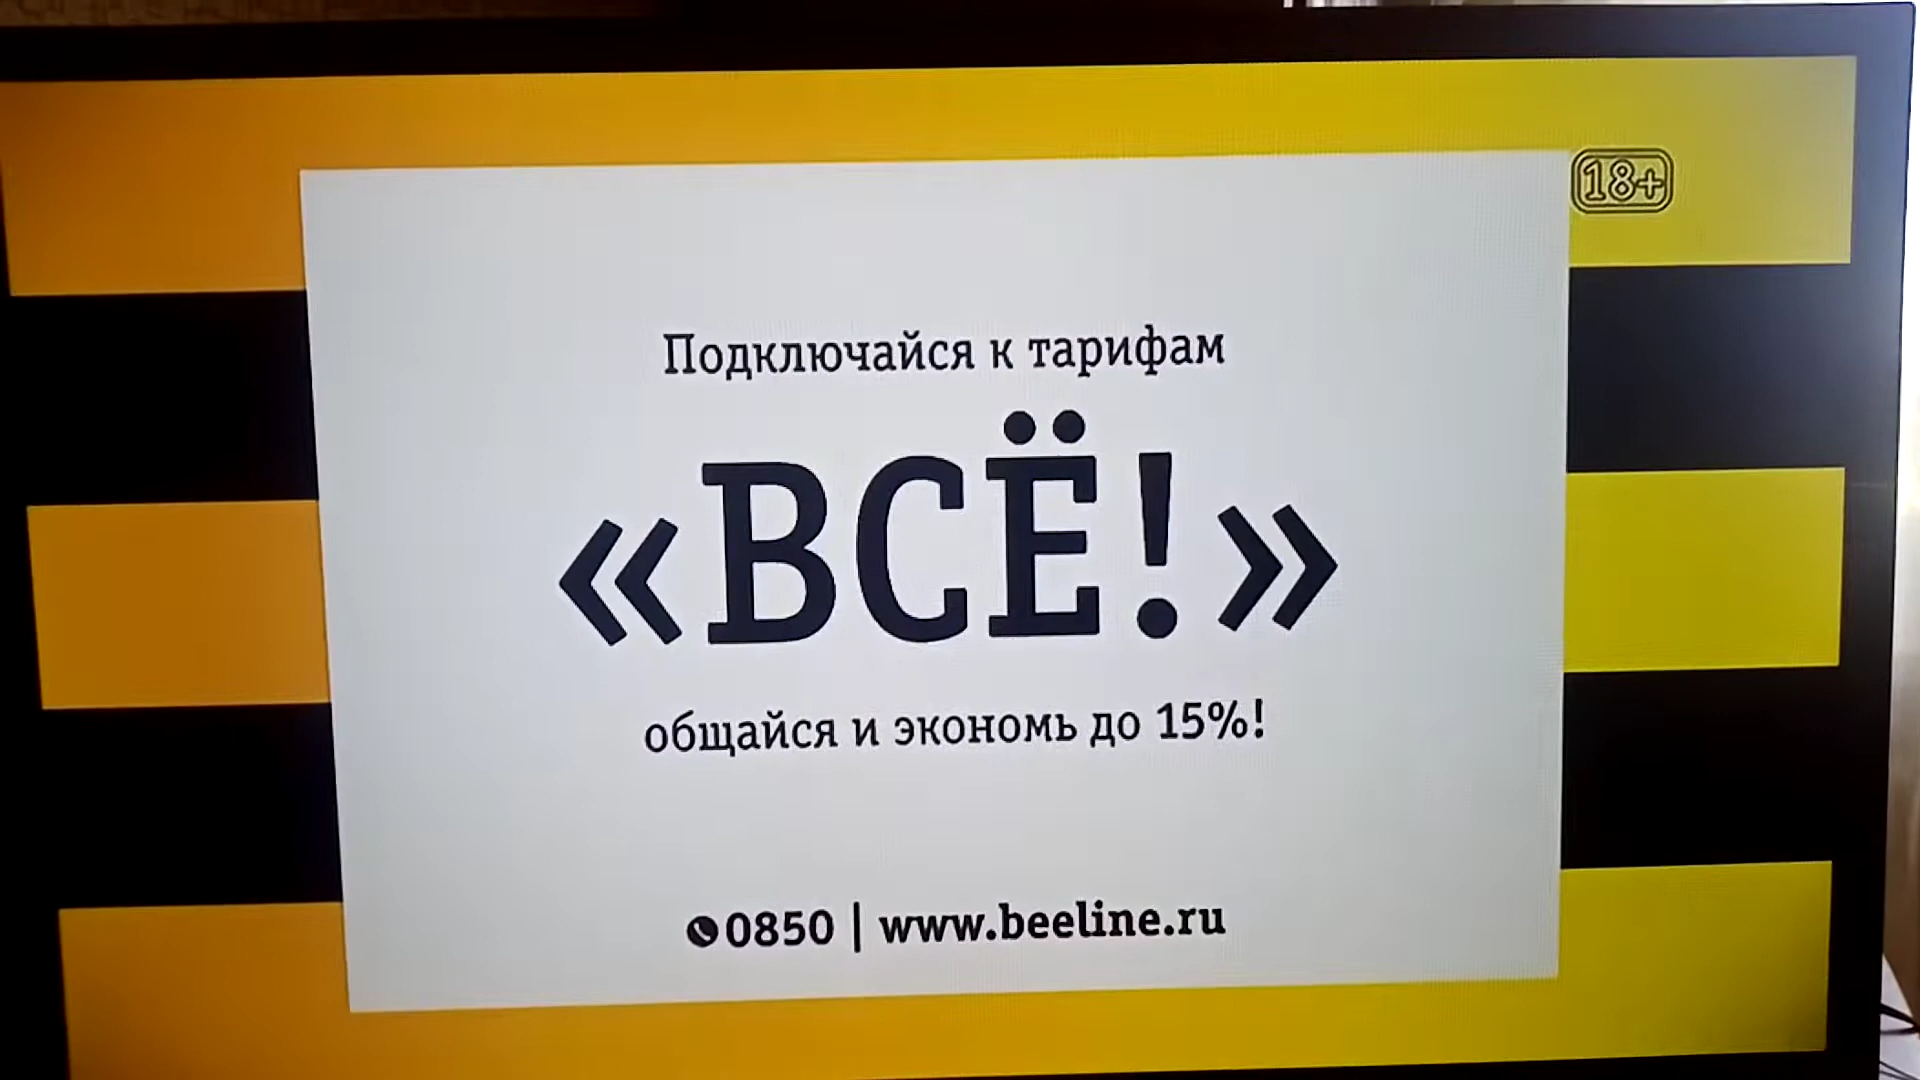 18+
Подключайся к тарифам
«ВСЁ!»
общайся и экономь до 15%!
0850 | www.beeline.ru